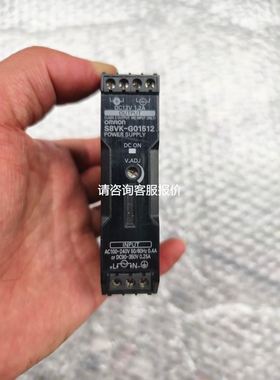 DC12V 1.2A
OUTPUT
OMRON
S8VK-G01512
POWER SUPPLY
DC ON
V.ADJ
请咨询客服报价
INPUT
AC100-240V 50/60Hz 0.4A
or DC90-350V 0.25A
N L